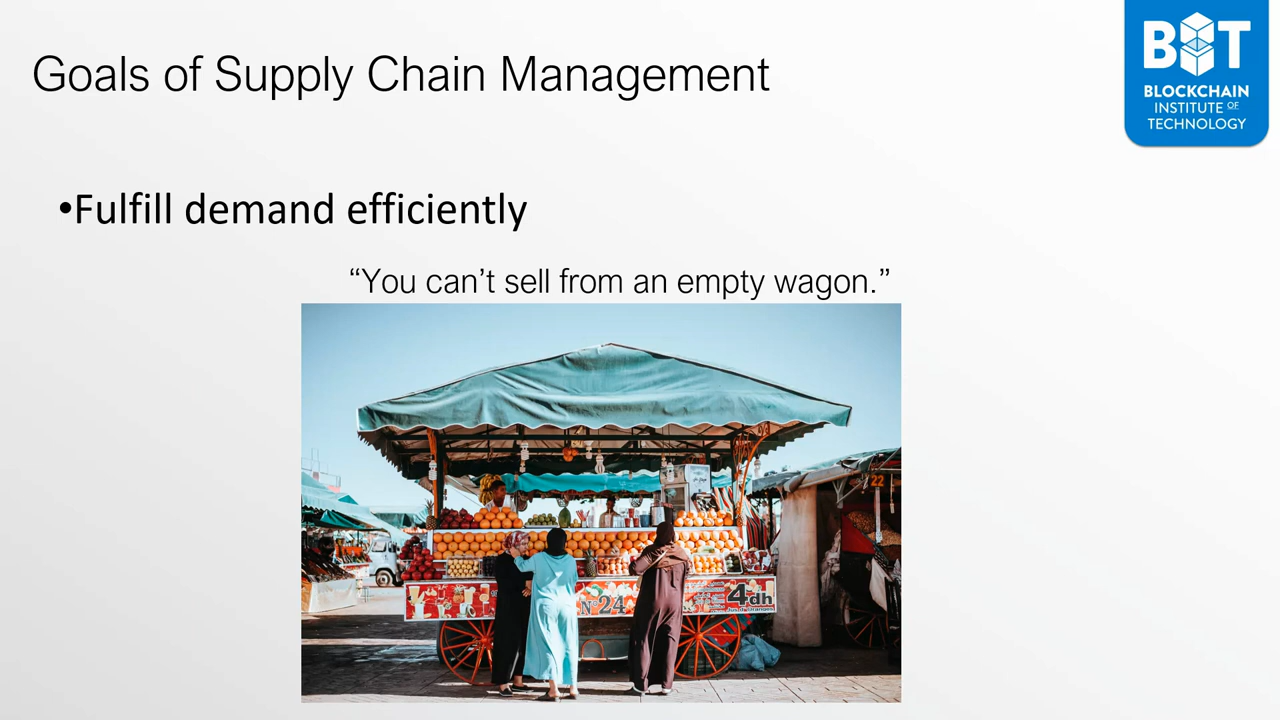 Goals of Supply Chain Management
BIT
BLOCKCHAIN
INSTITUTE OF
TECHNOLOGY
•Fulfill demand efficiently
“You can’t sell from an empty wagon.”
22
N°24
4dh